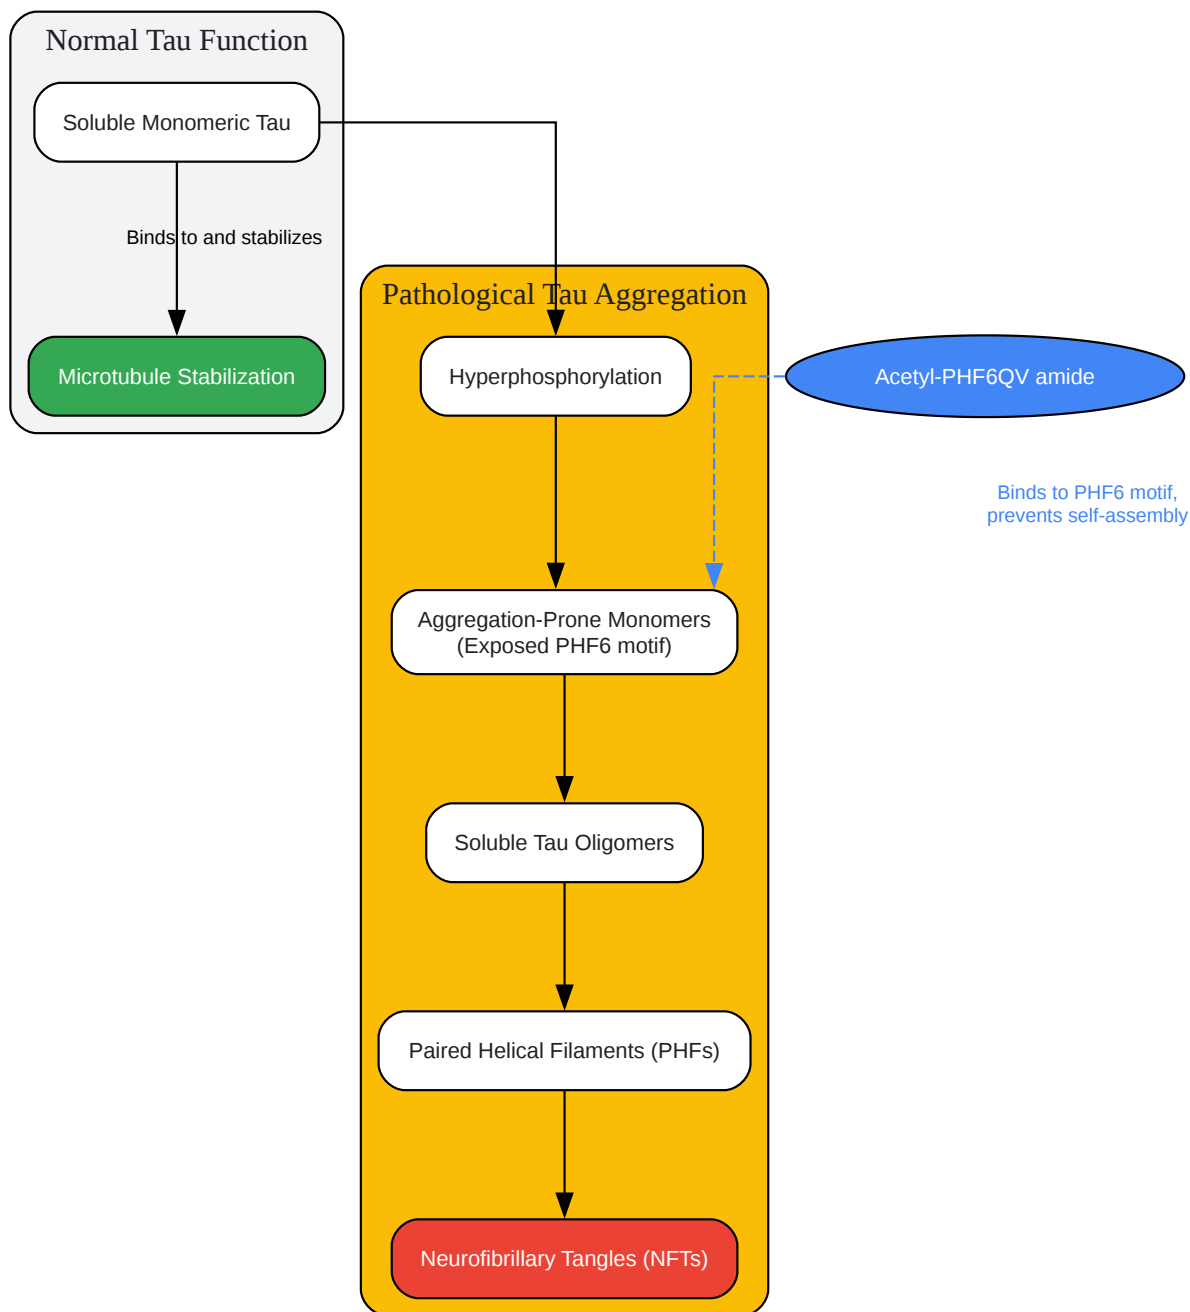 Normal Tau Function
Soluble Monomeric Tau
Binds to and stabilizes
Microtubule Stabilization
Pathological Tau Aggregation
Hyperphosphorylation
Acetyl-PHF6QV amide
Binds to PHF6 motif,
prevents self-assembly
Aggregation-Prone Monomers
(Exposed PHF6 motif)
Soluble Tau Oligomers
Paired Helical Filaments (PHFs)
Neurofibrillary Tangles (NFTs)